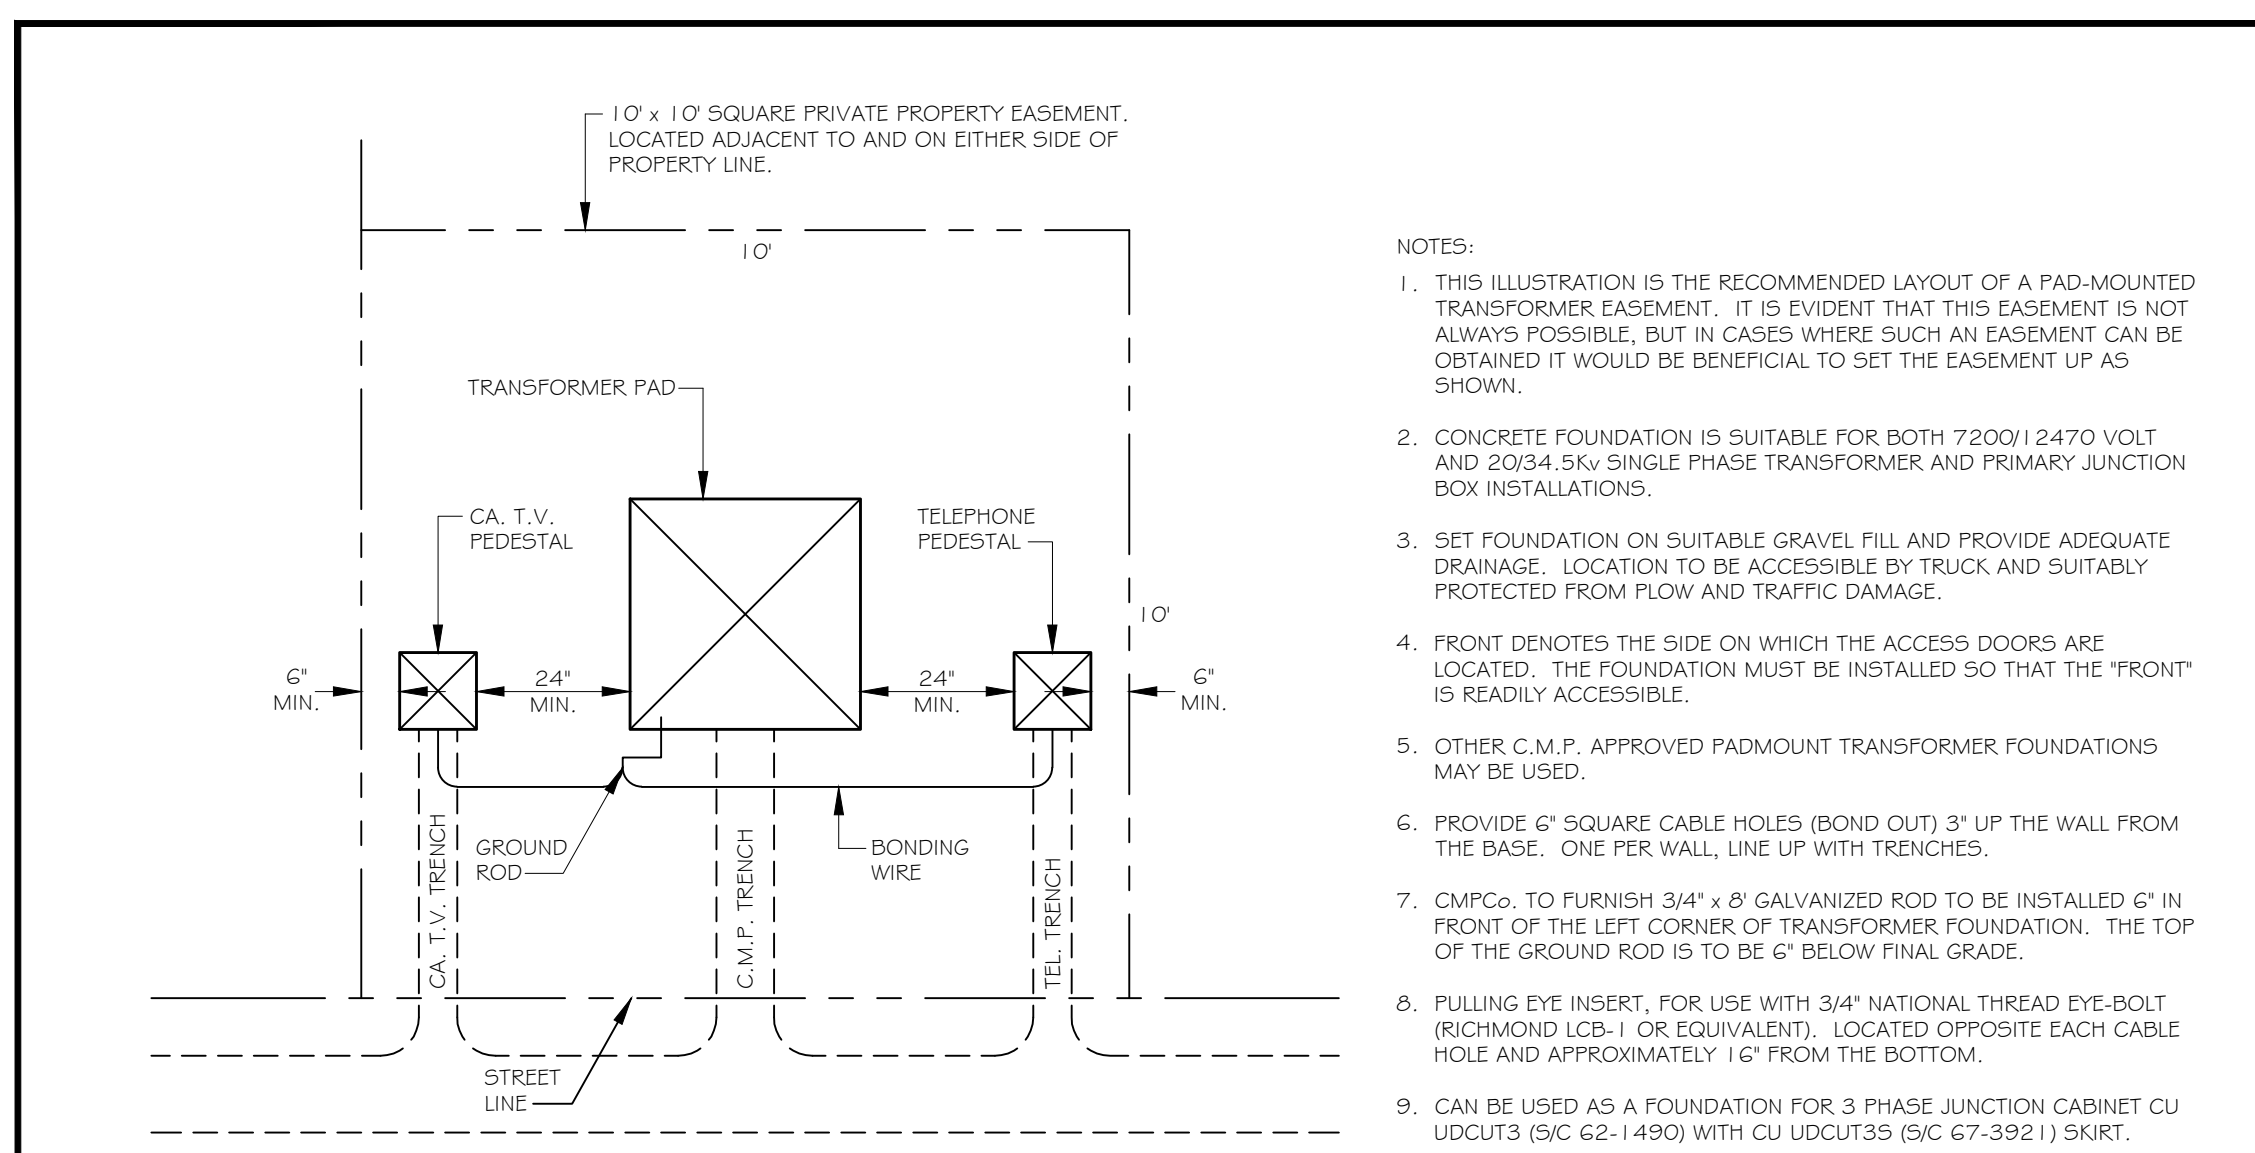 10' x 10' SQUARE PRIVATE PROPERTY EASEMENT.
LOCATED ADJACENT TO AND ON EITHER SIDE OF
PROPERTY LINE.
10'
TRANSFORMER PAD
CA. T.V.
PEDESTAL
TELEPHONE
PEDESTAL
10'
6"
MIN.
24"
MIN.
24"
MIN.
6"
MIN.
GROUND
ROD
BONDING
WIRE
CA. T.V. TRENCH
C.M.P. TRENCH
TEL. TRENCH
STREET
LINE
NOTES:
1. THIS ILLUSTRATION IS THE RECOMMENDED LAYOUT OF A PAD-MOUNTED
TRANSFORMER EASEMENT. IT IS EVIDENT THAT THIS EASEMENT IS NOT
ALWAYS POSSIBLE, BUT IN CASES WHERE SUCH AN EASEMENT CAN BE
OBTAINED IT WOULD BE BENEFICIAL TO SET THE EASEMENT UP AS
SHOWN.
2. CONCRETE FOUNDATION IS SUITABLE FOR BOTH 7200/12470 VOLT
AND 20/34.5Kv SINGLE PHASE TRANSFORMER AND PRIMARY JUNCTION
BOX INSTALLATIONS.
3. SET FOUNDATION ON SUITABLE GRAVEL FILL AND PROVIDE ADEQUATE
DRAINAGE. LOCATION TO BE ACCESSIBLE BY TRUCK AND SUITABLY
PROTECTED FROM PLOW AND TRAFFIC DAMAGE.
4. FRONT DENOTES THE SIDE ON WHICH THE ACCESS DOORS ARE
LOCATED. THE FOUNDATION MUST BE INSTALLED SO THAT THE "FRONT"
IS READILY ACCESSIBLE.
5. OTHER C.M.P. APPROVED PADMOUNT TRANSFORMER FOUNDATIONS
MAY BE USED.
6. PROVIDE 6" SQUARE CABLE HOLES (BOND OUT) 3" UP THE WALL FROM
THE BASE. ONE PER WALL, LINE UP WITH TRENCHES.
7. CMPCo. TO FURNISH 3/4" x 8' GALVANIZED ROD TO BE INSTALLED 6" IN
FRONT OF THE LEFT CORNER OF TRANSFORMER FOUNDATION. THE TOP
OF THE GROUND ROD IS TO BE 6" BELOW FINAL GRADE.
8. PULLING EYE INSERT, FOR USE WITH 3/4" NATIONAL THREAD EYE-BOLT
(RICHMOND LCB-1 OR EQUIVALENT). LOCATED OPPOSITE EACH CABLE
HOLE AND APPROXIMATELY 16" FROM THE BOTTOM.
9. CAN BE USED AS A FOUNDATION FOR 3 PHASE JUNCTION CABINET CU
UDCUT3 (S/C 62-1490) WITH CU UDCUT3S (S/C 67-3921) SKIRT.